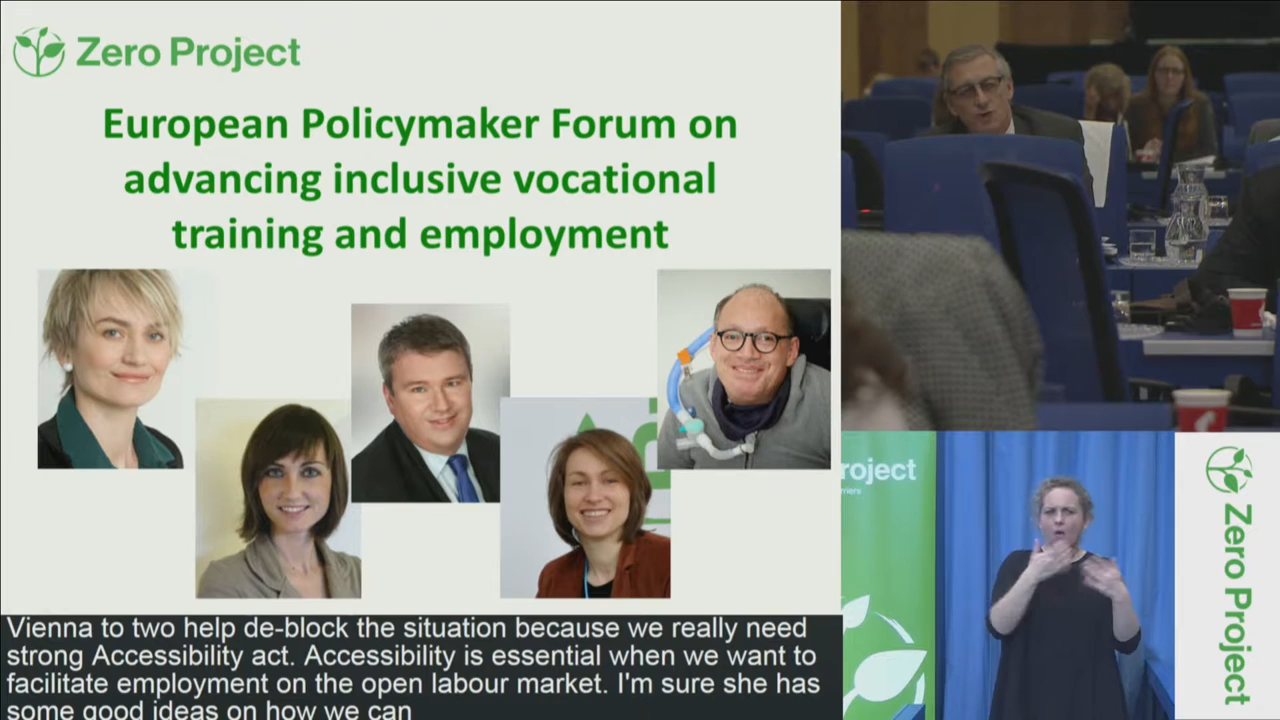 Zero Project
European Policymaker Forum on
advancing inclusive vocational
training and employment
Vienna to two help de-block the situation because we really need
strong Accessibility act. Accessibility is essential when we want to
facilitate employment on the open labour market. I'm sure she has
some good ideas on how we can
roject
rriers
Zero Project